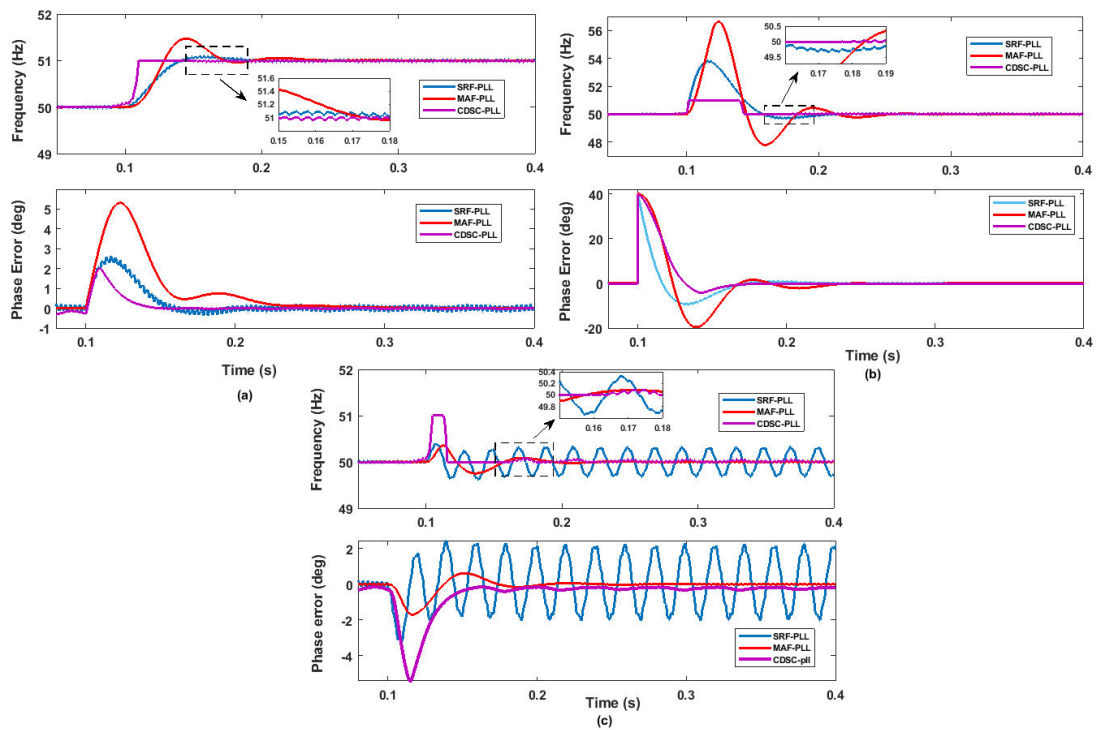 52
51
50
49
Frequency (Hz)
SRF-PLL
MAF-PLL
CDSC-PLL
51.6
51.4
51.2
51
0.15
0.16
0.17
0.18
0.1
0.2
0.3
0.4
5
4
3
2
1
0
-1
Phase Error (deg)
SRF-PLL
MAF-PLL
CDSC-PLL
0.1
0.2
0.3
0.4
Time (s)
(a)
56
54
52
50
48
Frequency (Hz)
50.5
50
49.5
0.17
0.18
0.19
SRF-PLL
MAF-PLL
CDSC-PLL
0.1
0.2
0.3
0.4
40
20
0
-20
Phase Error (deg)
SRF-PLL
MAF-PLL
CDSC-PLL
0.1
0.2
0.3
0.4
Time (s)
(b)
52
51
50
49
Frequency (Hz)
50.4
50.2
50
49.8
0.16
0.17
0.18
SRF-PLL
MAF-PLL
CDSC-PLL
0.1
0.2
0.3
0.4
2
0
-2
-4
Phase error (deg)
SRF-PLL
MAF-PLL
CDSC-pll
0.1
0.2
0.3
0.4
Time (s)
(c)